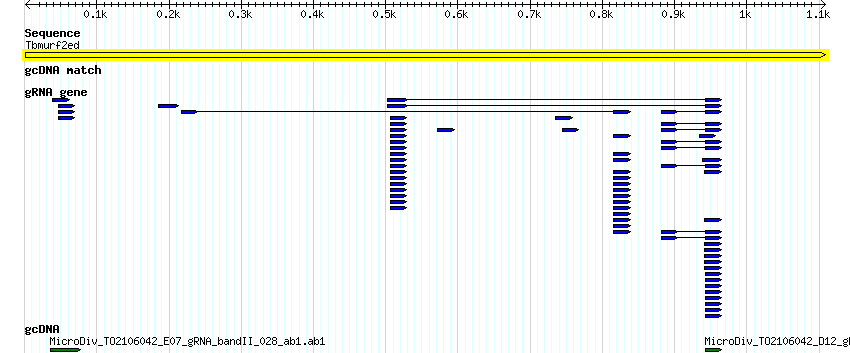 0.1k 0.2k 0.3k 0.4k 0.5k 0.6k 0.7k 0.8k 0.9k 1k 1.1k
Sequence
Tbmurf2ed
gcDNA match
gRNA gene
gcDNA
MicroDiv_TO2106042_E07_gRNA_bandII_028_ab1.ab1 MicroDiv_TO2106042_D12_gl